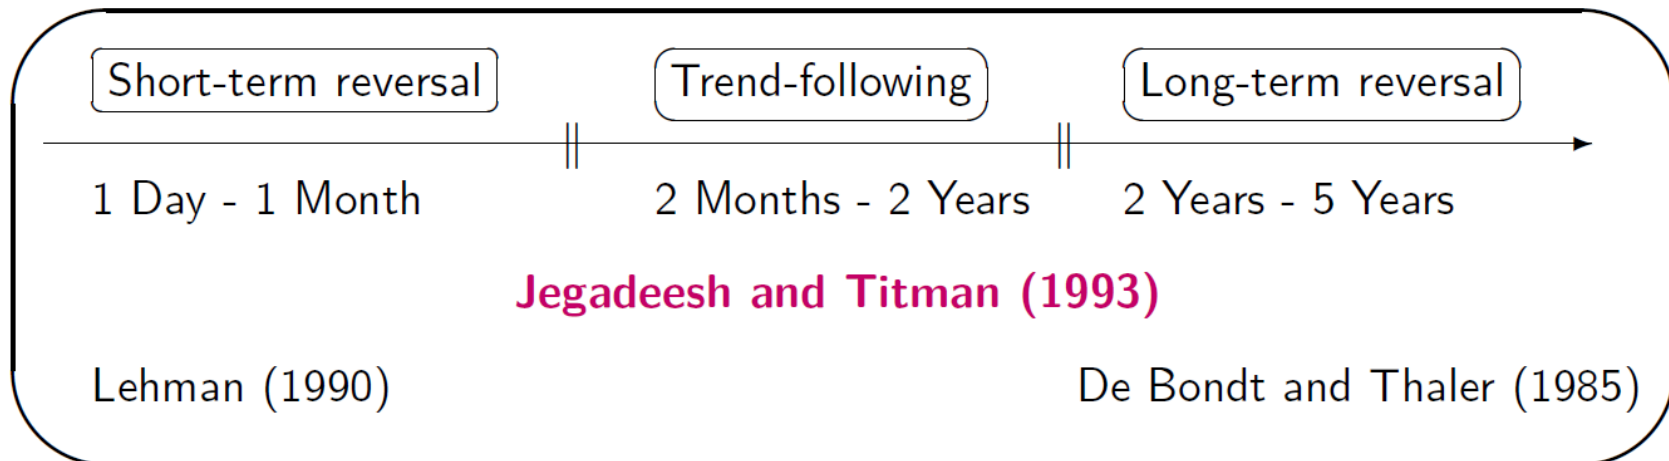 Short-term reversal Trend-following Long-term reversal
1 Day - 1 Month 2 Months - 2 Years 2 Years - 5 Years
Jegadeesh and Titman (1993)
Lehman (1990) De Bondt and Thaler (1985)